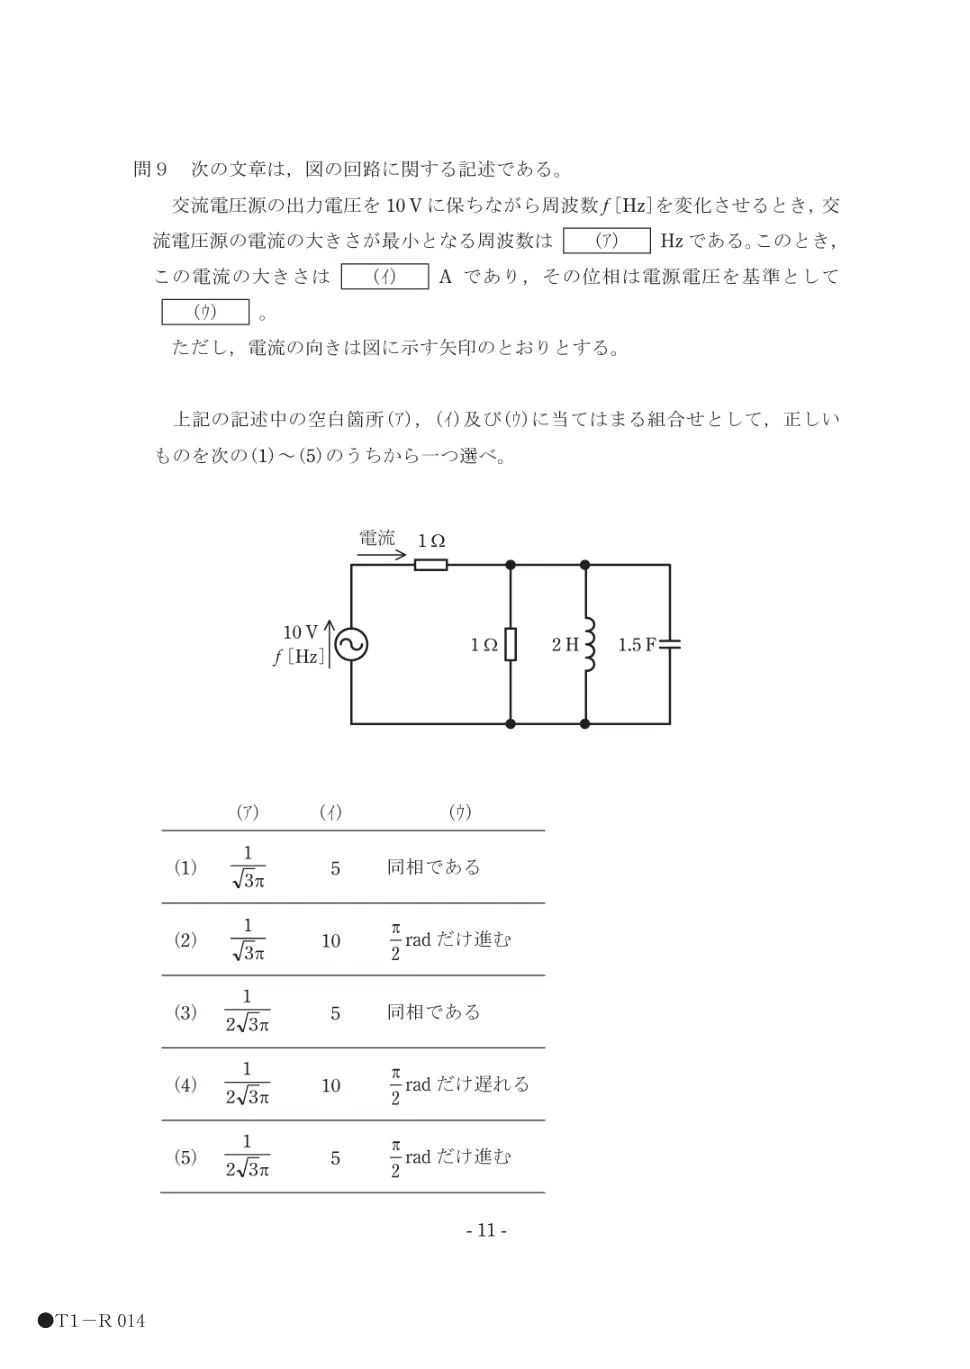 問９　次の文章は，図の回路に関する記述である。
交流電圧源の出力電圧を 10 V に保ちながら周波数 f［Hz］を変化させるとき，交
流電圧源の電流の大きさが最小となる周波数は (ｱ) Hz である。このとき，
この電流の大きさは (ｲ) A であり，その位相は電源電圧を基準として
(ｳ) 。
ただし，電流の向きは図に示す矢印のとおりとする。
上記の記述中の空白箇所(ｱ)，(ｲ)及び(ｳ)に当てはまる組合せとして，正しい
ものを次の(1)～(5)のうちから一つ選べ。
電流 1 Ω
10 V
f［Hz］
1 Ω 2 H 1.5 F
(ｱ) (ｲ) (ｳ)
(1) 1/√3π 5 同相である
(2) 1/√3π 10 π/2 rad だけ進む
(3) 1/2√3π 5 同相である
(4) 1/2√3π 10 π/2 rad だけ遅れる
(5) 1/2√3π 5 π/2 rad だけ進む
- 11 -
●T1－R 014